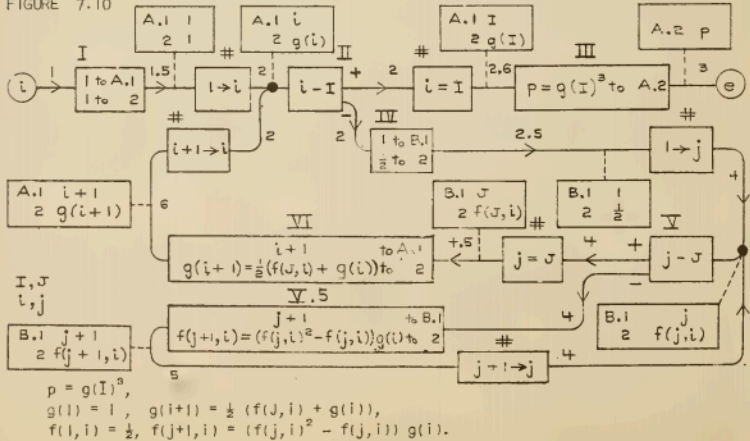 FIGURE 7.10
A.1 1
2 1
A.1 i
2 g(i)
A.1 I
2 g(I)
A.2 p
I
#
II
#
III
i
1
1 to A.1
1 to 2
1.5
1→i
2
i-I
+
2
i = I
2.6
p = g(I)³ to A.2
3
e
#
i+1→i
2
−
2
IV
1 to B.1
½ to 2
2.5
#
1→j
4
A.1 i+1
2 g(i+1)
6
VI
i+1 to A.1
g(i+1)=½(f(J,i) + g(i)) to 2
B.1 J
2 f(J,i)
4.5
#
j = J
4
+
B.1 1
2 ½
V
j-J
−
I,J
i,j
V.5
j+1 to B.1
f(j+1,i)=(f(j,i)²-f(j,i))g(i) to 2
4
B.1 j
2 f(j,i)
B.1 j+1
2 f(j+1,i)
5
#
j+1→j
4
p = g(I)³,
g(1) = 1 , g(i+1) = ½ (f(J,i) + g(i)),
f(1,i) = ½, f(j+1,i) = (f(j,i)² - f(j,i)) g(i).